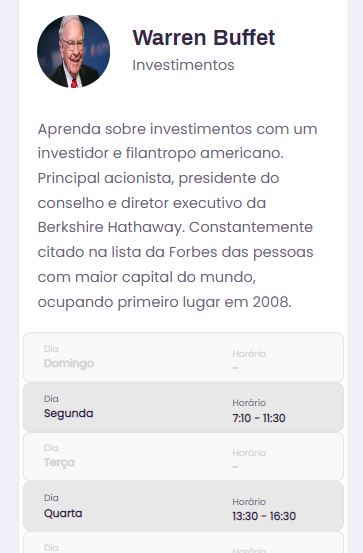 Warren Buffet
Investimentos
Aprenda sobre investimentos com um
investidor e filantropo americano.
Principal acionista, presidente do
conselho e diretor executivo da
Berkshire Hathaway. Constantemente
citado na lista da Forbes das pessoas
com maior capital do mundo,
ocupando primeiro lugar em 2008.
Dia Horário
Domingo -
Dia Horário
Segunda 7:10 - 11:30
Dia Horário
Terça -
Dia Horário
Quarta 13:30 - 16:30
Dia Horário